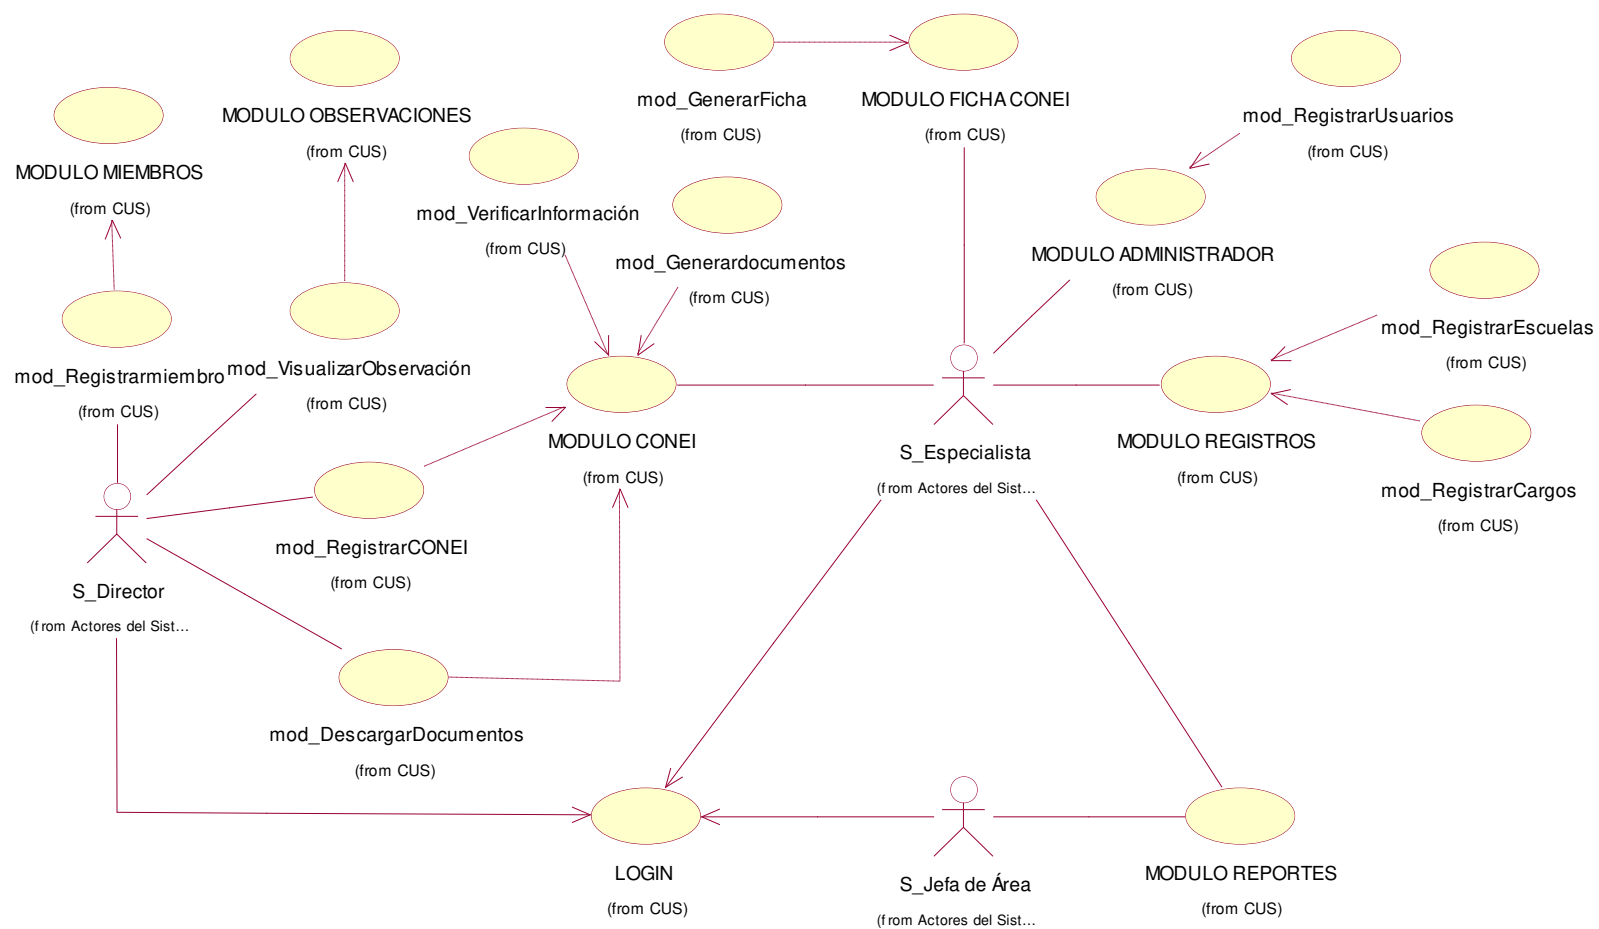 mod_GenerarFicha
(from CUS)
MODULO FICHA CONEI
(from CUS)
MODULO OBSERVACIONES
(from CUS)
mod_RegistrarUsuarios
(from CUS)
MODULO MIEMBROS
(from CUS)
mod_VerificarInformación
(from CUS)
mod_Generardocumentos
(from CUS)
MODULO ADMINISTRADOR
(from CUS)
mod_RegistrarEscuelas
(from CUS)
mod_Registrarmiembro
(from CUS)
mod_VisualizarObservación
(from CUS)
MODULO CONEI
(from CUS)
S_Especialista
(from Actores del Sist...
MODULO REGISTROS
(from CUS)
mod_RegistrarCargos
(from CUS)
mod_RegistrarCONEI
(from CUS)
S_Director
(from Actores del Sist...
mod_DescargarDocumentos
(from CUS)
LOGIN
(from CUS)
S_Jefa de Área
(from Actores del Sist...
MODULO REPORTES
(from CUS)